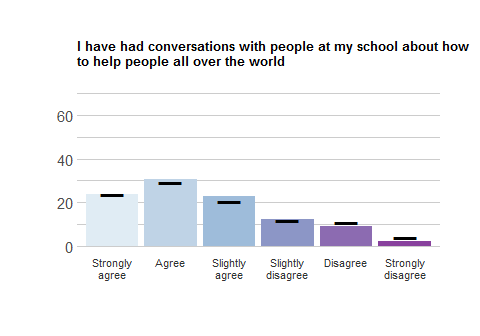 I have had conversations with people at my school about how
to help people all over the world
60
40
20
0
Strongly
agree
Agree
Slightly
agree
Slightly
disagree
Disagree
Strongly
disagree